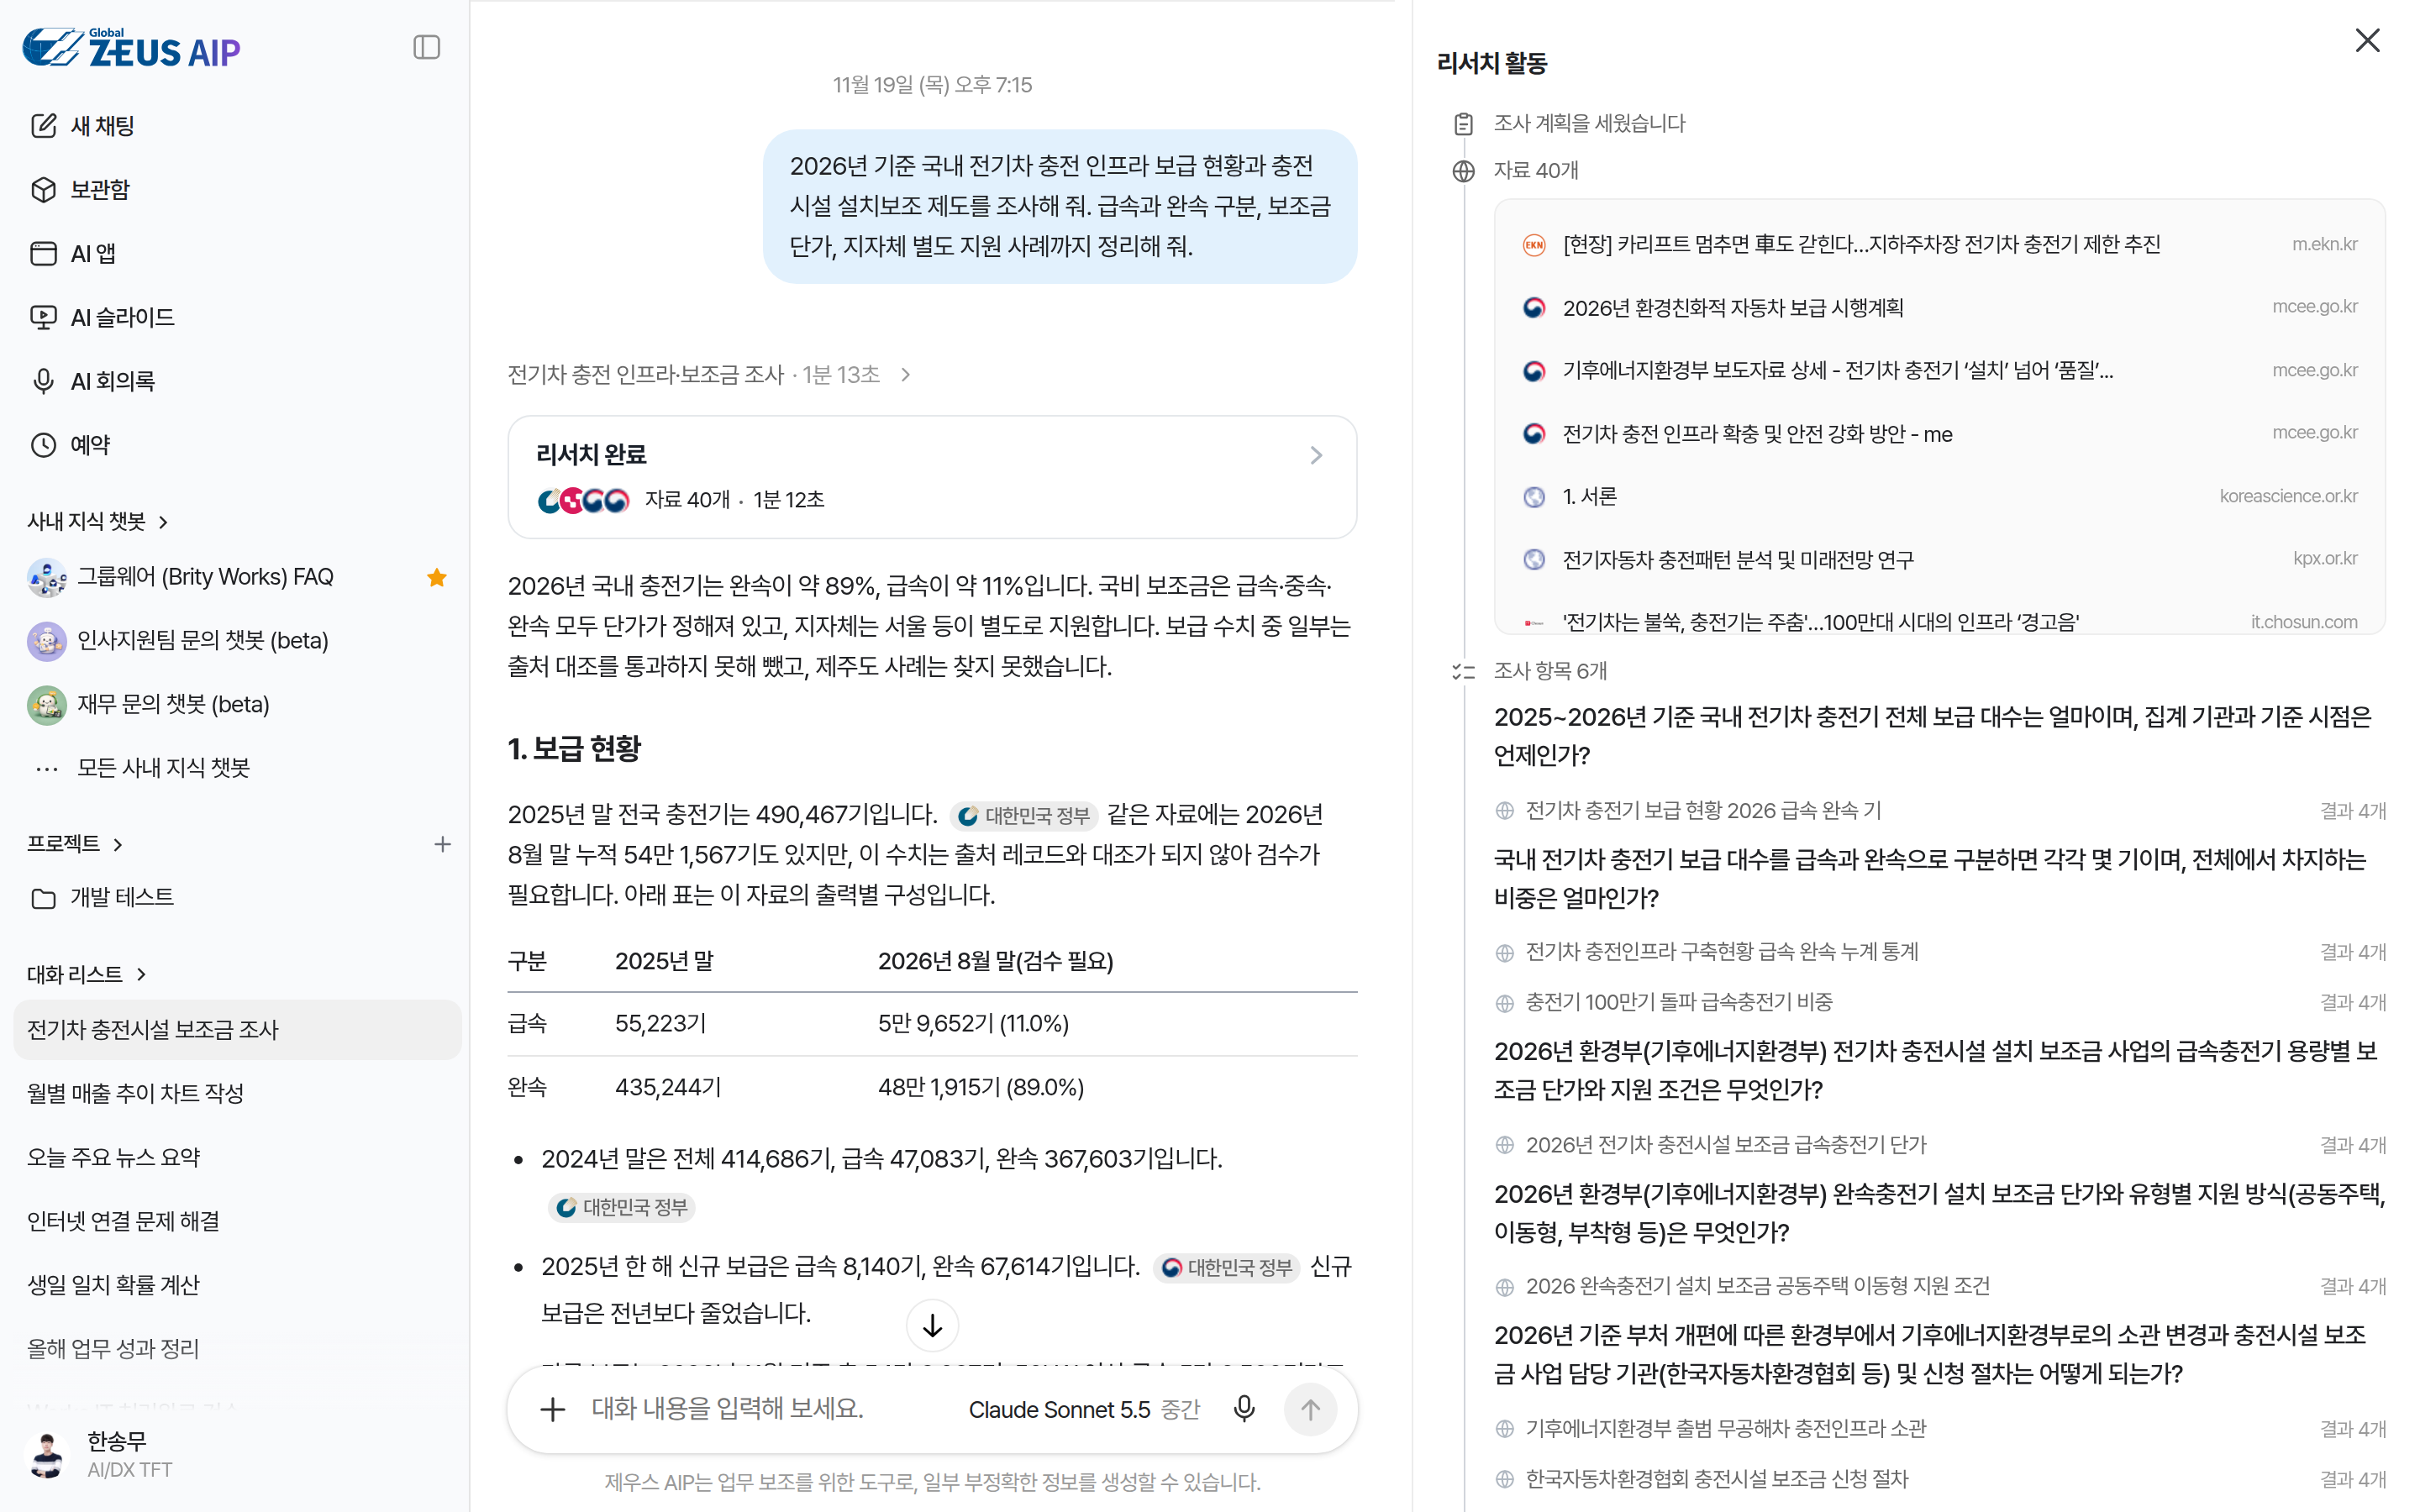 Global
ZEUS AIP
새 채팅
보관함
AI 앱
AI 슬라이드
AI 회의록
예약
사내 지식 챗봇
그룹웨어 (Brity Works) FAQ
인사지원팀 문의 챗봇 (beta)
재무 문의 챗봇 (beta)
모든 사내 지식 챗봇
프로젝트
개발 테스트
대화 리스트
전기차 충전시설 보조금 조사
월별 매출 추이 차트 작성
오늘 주요 뉴스 요약
인터넷 연결 문제 해결
생일 일치 확률 계산
올해 업무 성과 정리
한송무
AI/DX TFT
11월 19일 (목) 오후 7:15
2026년 기준 국내 전기차 충전 인프라 보급 현황과 충전
시설 설치보조 제도를 조사해 줘. 급속과 완속 구분, 보조금
단가, 지자체 별도 지원 사례까지 정리해 줘.
전기차 충전 인프라·보조금 조사 · 1분 13초
리서치 완료
자료 40개 · 1분 12초
2026년 국내 충전기는 완속이 약 89%, 급속이 약 11%입니다. 국비 보조금은 급속·중속·
완속 모두 단가가 정해져 있고, 지자체는 서울 등이 별도로 지원합니다. 보급 수치 중 일부는
출처 대조를 통과하지 못해 뺐고, 제주도 사례는 찾지 못했습니다.
1. 보급 현황
2025년 말 전국 충전기는 490,467기입니다. 대한민국 정부 같은 자료에는 2026년
8월 말 누적 54만 1,567기도 있지만, 이 수치는 출처 레코드와 대조가 되지 않아 검수가
필요합니다. 아래 표는 이 자료의 출력별 구성입니다.
구분 2025년 말 2026년 8월 말(검수 필요)
급속 55,223기 5만 9,652기 (11.0%)
완속 435,244기 48만 1,915기 (89.0%)
• 2024년 말은 전체 414,686기, 급속 47,083기, 완속 367,603기입니다.
대한민국 정부
• 2025년 한 해 신규 보급은 급속 8,140기, 완속 67,614기입니다. 대한민국 정부 신규
보급은 전년보다 줄었습니다.
대화 내용을 입력해 보세요.
Claude Sonnet 5.5 중간
제우스 AIP는 업무 보조를 위한 도구로, 일부 부정확한 정보를 생성할 수 있습니다.
리서치 활동
조사 계획을 세웠습니다
자료 40개
EKN [현장] 카리프트 멈추면 車도 갇힌다...지하주차장 전기차 충전기 제한 추진 m.ekn.kr
2026년 환경친화적 자동차 보급 시행계획 mcee.go.kr
기후에너지환경부 보도자료 상세 - 전기차 충전기 ‘설치’ 넘어 ‘품질’... mcee.go.kr
전기차 충전 인프라 확충 및 안전 강화 방안 - me mcee.go.kr
1. 서론 koreascience.or.kr
전기자동차 충전패턴 분석 및 미래전망 연구 kpx.or.kr
'전기차는 불쑥, 충전기는 주춤'...100만대 시대의 인프라 ‘경고음’ it.chosun.com
조사 항목 6개
2025~2026년 기준 국내 전기차 충전기 전체 보급 대수는 얼마이며, 집계 기관과 기준 시점은
언제인가?
전기차 충전기 보급 현황 2026 급속 완속 기 결과 4개
국내 전기차 충전기 보급 대수를 급속과 완속으로 구분하면 각각 몇 기이며, 전체에서 차지하는
비중은 얼마인가?
전기차 충전인프라 구축현황 급속 완속 누계 통계 결과 4개
충전기 100만기 돌파 급속충전기 비중 결과 4개
2026년 환경부(기후에너지환경부) 전기차 충전시설 설치 보조금 사업의 급속충전기 용량별 보
조금 단가와 지원 조건은 무엇인가?
2026년 전기차 충전시설 보조금 급속충전기 단가 결과 4개
2026년 환경부(기후에너지환경부) 완속충전기 설치 보조금 단가와 유형별 지원 방식(공동주택,
이동형, 부착형 등)은 무엇인가?
2026 완속충전기 설치 보조금 공동주택 이동형 지원 조건 결과 4개
2026년 기준 부처 개편에 따른 환경부에서 기후에너지환경부로의 소관 변경과 충전시설 보조
금 사업 담당 기관(한국자동차환경협회 등) 및 신청 절차는 어떻게 되는가?
기후에너지환경부 출범 무공해차 충전인프라 소관 결과 4개
한국자동차환경협회 충전시설 보조금 신청 절차 결과 4개